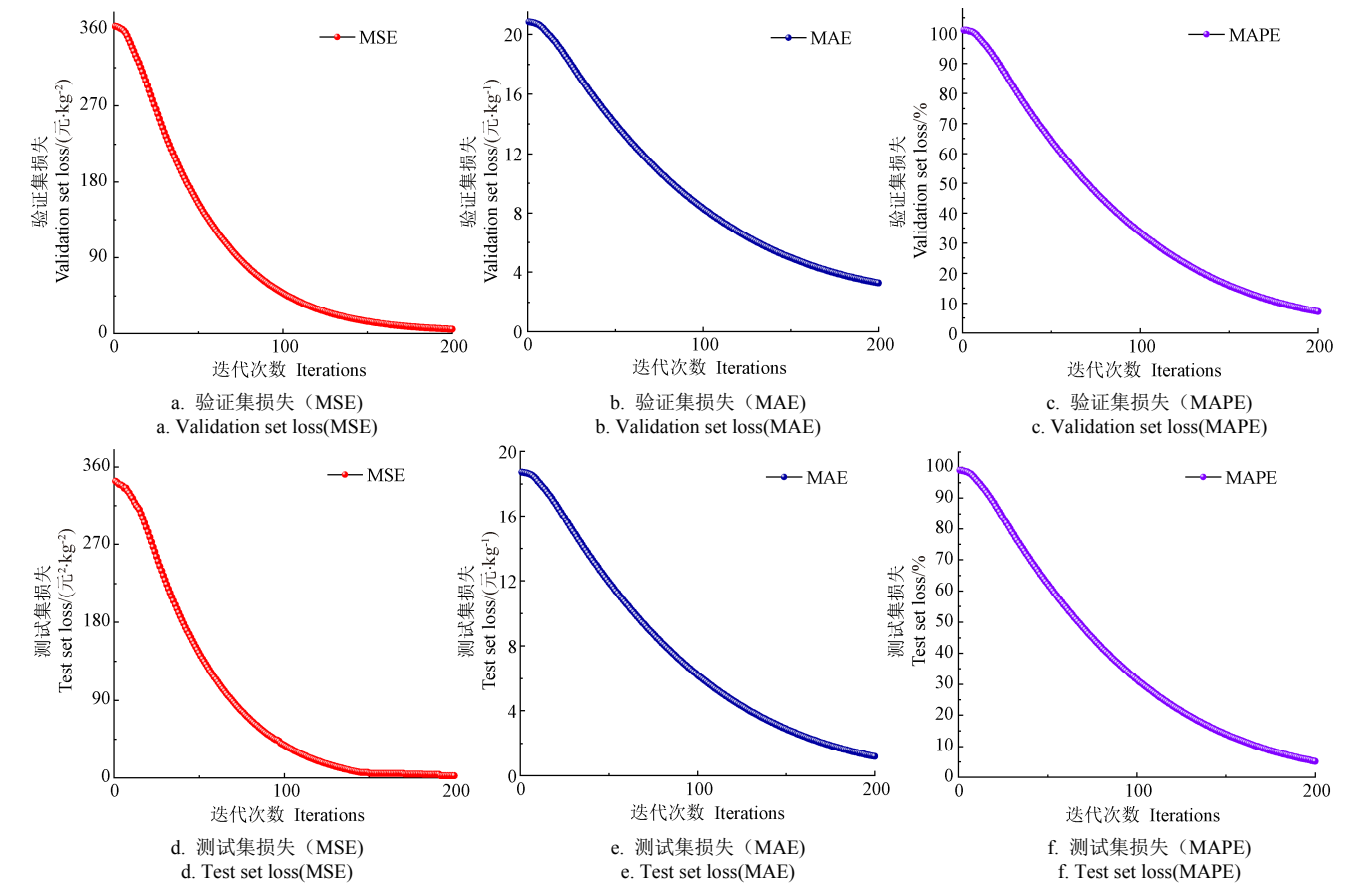 360
270
180
90
0
验证集损失
Validation set loss/(元·kg-2)
MSE
0
100
200
迭代次数 Iterations
a. 验证集损失（MSE)
a. Validation set loss(MSE)
20
16
12
8
4
0
验证集损失
Validation set loss/(元·kg-1)
MAE
0
100
200
迭代次数 Iterations
b. 验证集损失（MAE)
b. Validation set loss(MAE)
100
90
80
70
60
50
40
30
20
10
0
验证集损失
Validation set loss/%
MAPE
0
100
200
迭代次数 Iterations
c. 验证集损失（MAPE)
c. Validation set loss(MAPE)
360
270
180
90
0
测试集损失
Test set loss/(元2·kg-2)
MSE
0
100
200
迭代次数 Iterations
d. 测试集损失（MSE)
d. Test set loss(MSE)
20
16
12
8
4
0
测试集损失
Test set loss/(元·kg-1)
MAE
0
100
200
迭代次数 Iterations
e. 测试集损失（MAE)
e. Test set loss(MAE)
100
90
80
70
60
50
40
30
20
10
0
测试集损失
Test set loss/%
MAPE
0
100
200
迭代次数 Iterations
f. 测试集损失（MAPE)
f. Test set loss(MAPE)